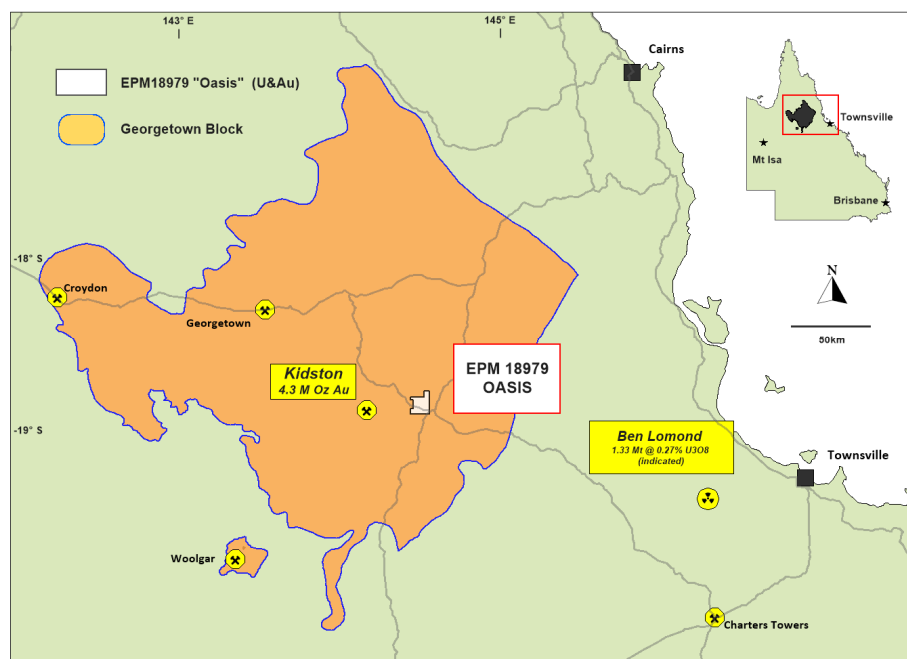 143° E
145° E
Cairns
EPM18979 "Oasis" (U&Au)
Georgetown Block
Townsville
Mt Isa
Brisbane
-18° S
Croydon
Georgetown
N
50km
Kidston
4.3 M Oz Au
EPM 18979
OASIS
-19° S
Ben Lomond
1.33 Mt @ 0.27% U3O8
(indicated)
Townsville
Woolgar
Charters Towers